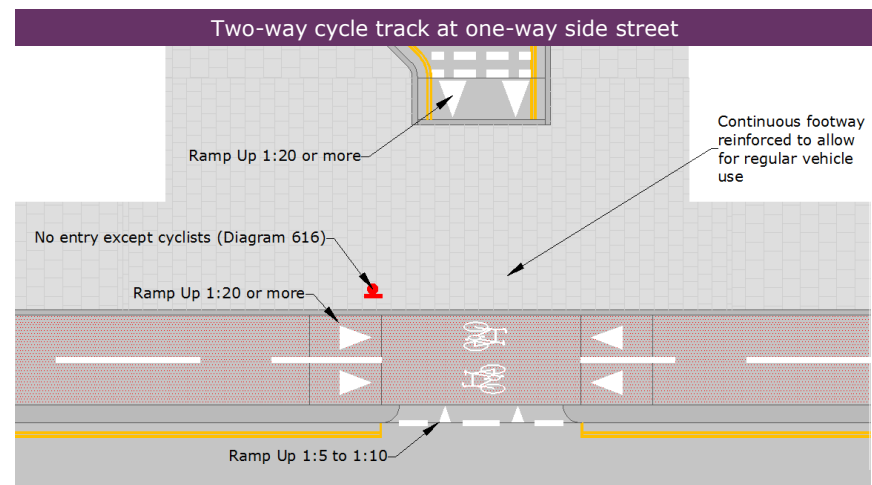 Two-way cycle track at one-way side street
Continuous footway
reinforced to allow
for regular vehicle
use
Ramp Up 1:20 or more
No entry except cyclists (Diagram 616)
Ramp Up 1:20 or more
Ramp Up 1:5 to 1:10